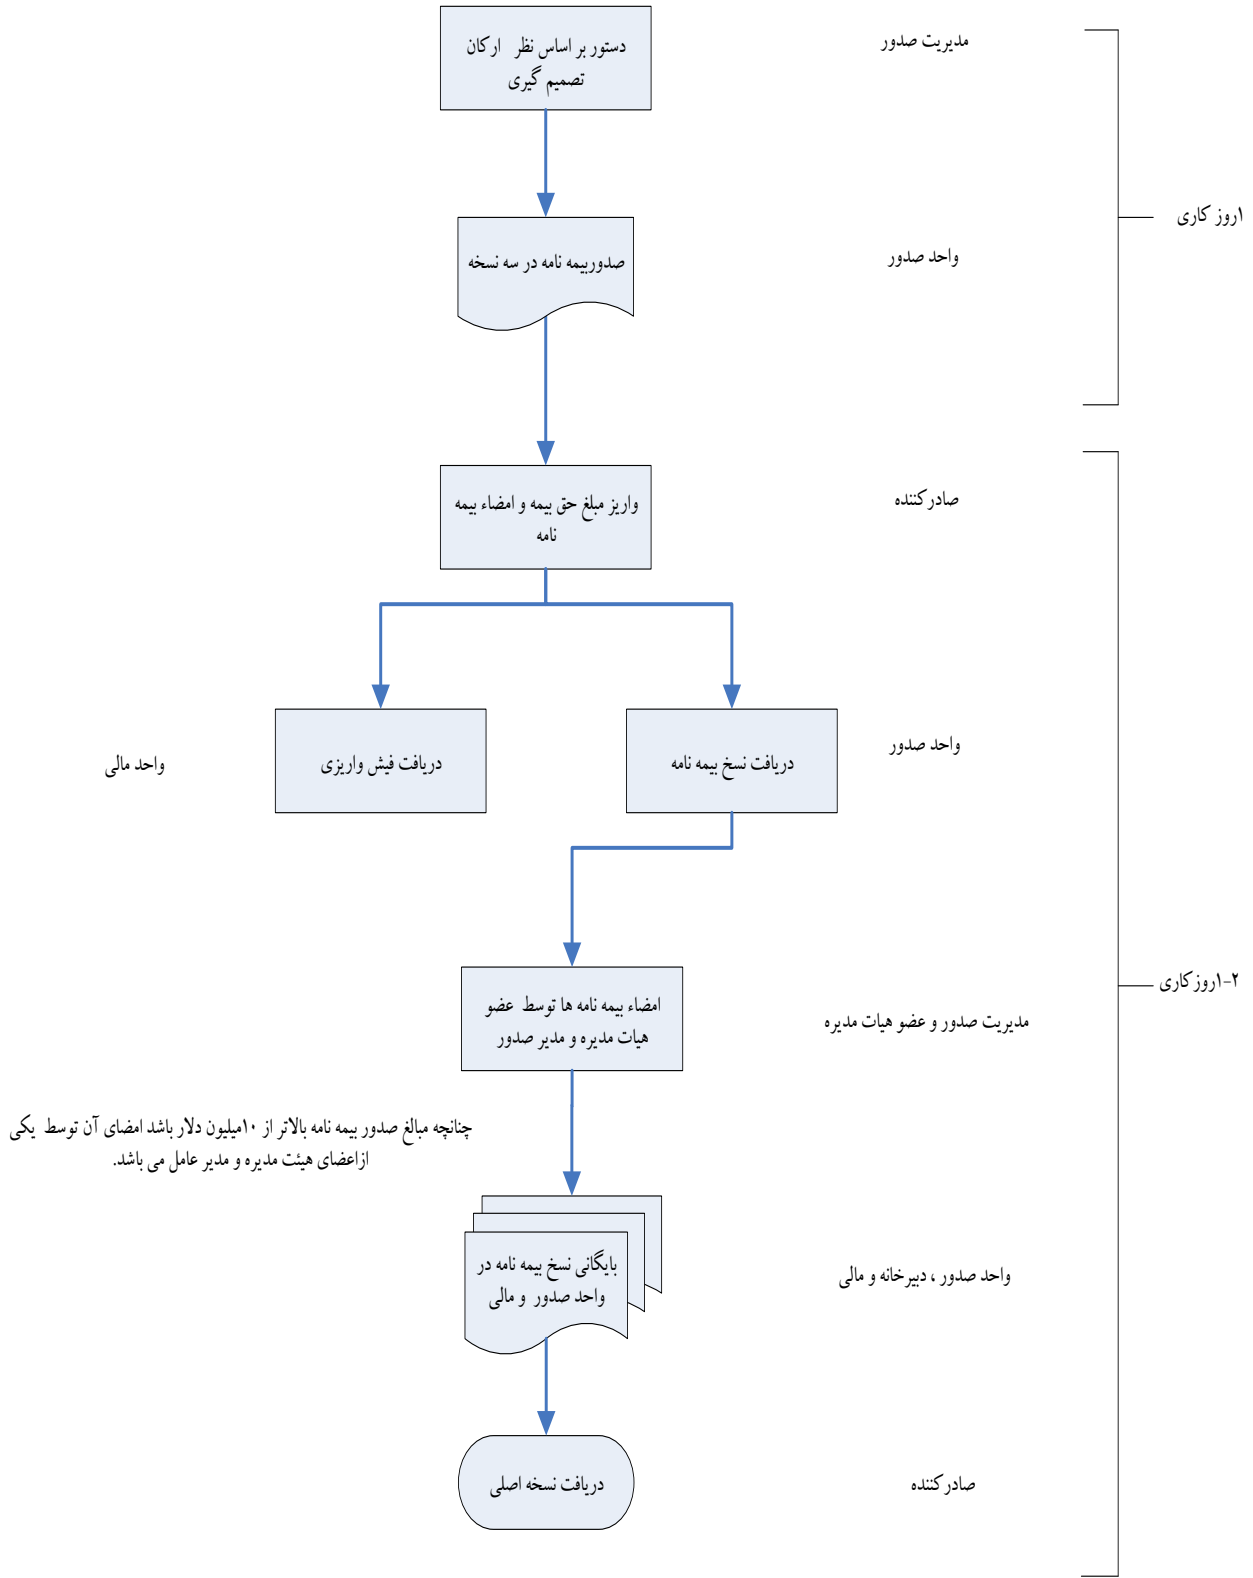 دستور بر اساس نظر ارکان
تصمیم گیری
مدیریت صدور
۱روز کاری
صدوربیمه نامه در سه نسخه
واحد صدور
واریز مبلغ حق بیمه و امضاء بیمه
نامه
صادرکننده
دریافت نسخ بیمه نامه
واحد صدور
دریافت فیش واریزی
واحد مالی
۱-۲روزکاری
امضاء بیمه نامه ها توسط عضو
هیات مدیره و مدیر صدور
مدیریت صدور و عضو هیات مدیره
چنانچه مبالغ صدور بیمه نامه بالاتر از ۱۰میلیون دلار باشد امضای آن توسط یکی
ازاعضای هیئت مدیره و مدیر عامل می باشد.
بایگانی نسخ بیمه نامه در
واحد صدور و مالی
واحد صدور ، دبیرخانه و مالی
دریافت نسخه اصلی
صادرکننده